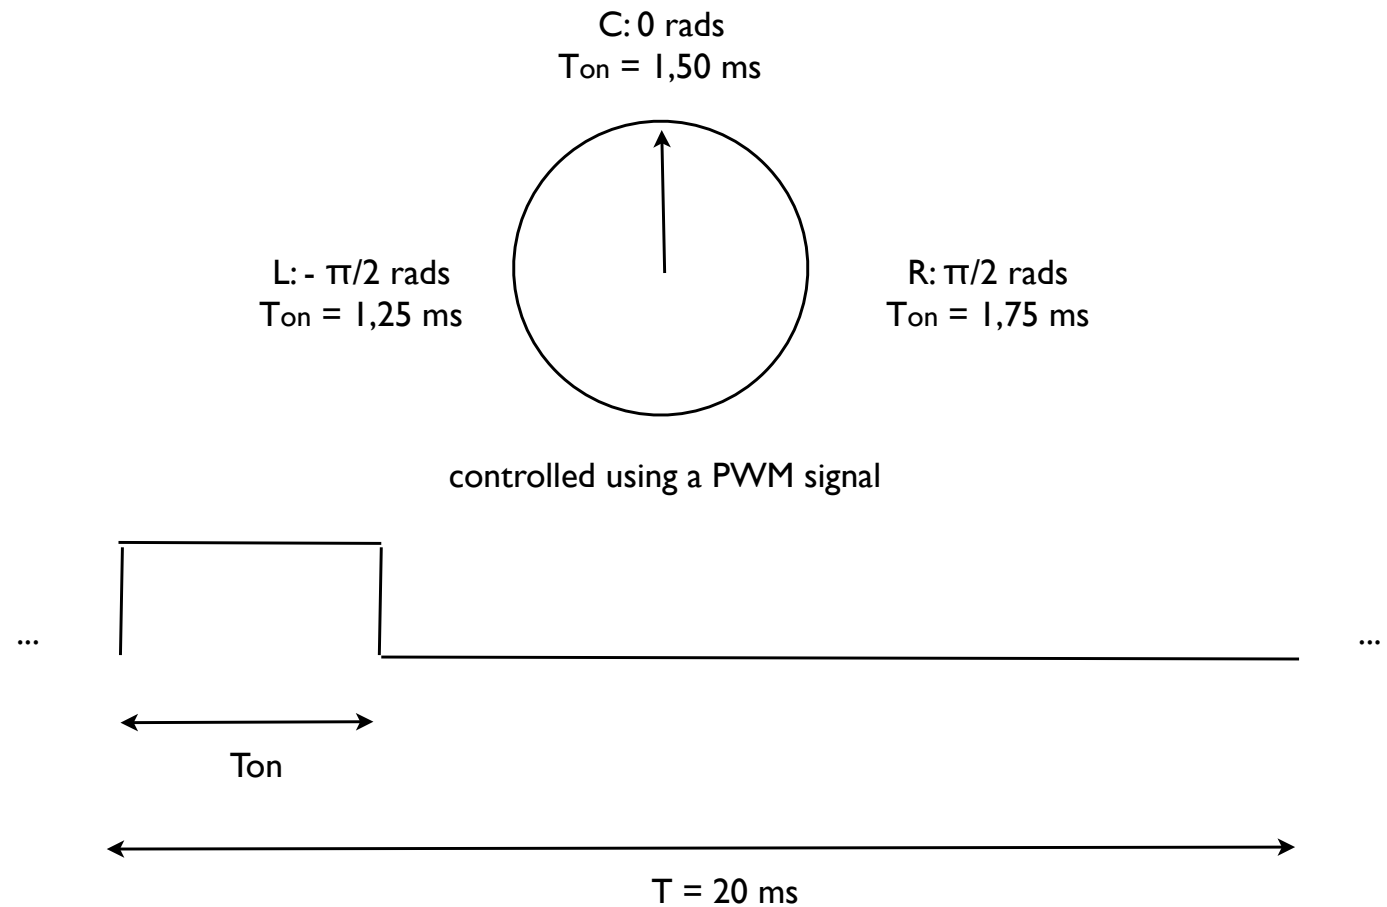 C: 0 rads
Ton = 1,50 ms
L: - π/2 rads
Ton = 1,25 ms
R: π/2 rads
Ton = 1,75 ms
controlled using a PWM signal
...
...
Ton
T = 20 ms